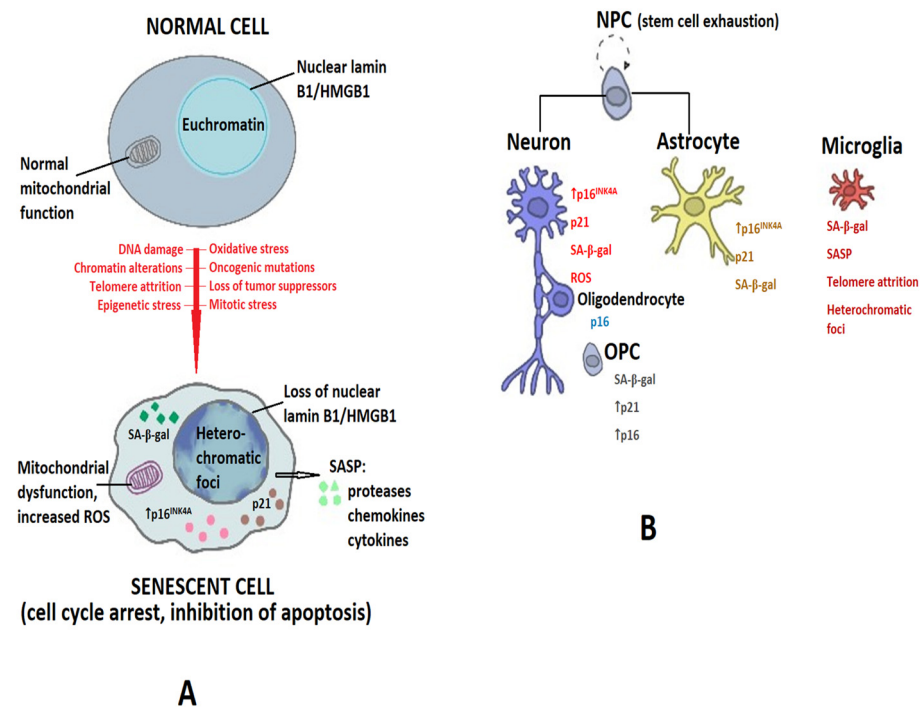 NORMAL CELL
Nuclear lamin
B1/HMGB1
Euchromatin
Normal
mitochondrial
function
DNA damage
Oxidative stress
Chromatin alterations
Oncogenic mutations
Telomere attrition
Loss of tumor suppressors
Epigenetic stress
Mitotic stress
Loss of nuclear
lamin B1/HMGB1
SA-β-gal
Hetero-
chromatic
foci
Mitochondrial
dysfunction,
increased ROS
↑p16INK4A
p21
SASP:
proteases
chemokines
cytokines
SENESCENT CELL
(cell cycle arrest, inhibition of apoptosis)
A
NPC (stem cell exhaustion)
Neuron
↑p16INK4A
p21
SA-β-gal
ROS
Oligodendrocyte
p16
OPC
SA-β-gal
↑p21
↑p16
Astrocyte
↑p16INK4A
p21
SA-β-gal
Microglia
SA-β-gal
SASP
Telomere attrition
Heterochromatic
foci
B